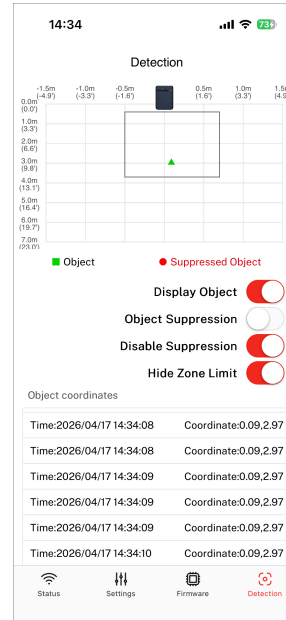 14:34
73
Detection
-1.5m -1.0m -0.5m 0.5m 1.0m 1.5
(-4.9') (-3.3') (-1.6') (1.6') (3.3') (4.9
0.0m
(0.0')
1.0m
(3.3')
2.0m
(6.6')
3.0m
(9.8')
4.0m
(13.1')
5.0m
(16.4')
6.0m
(19.7')
7.0m
(23.0')
Object Suppressed Object
Display Object
Object Suppression
Disable Suppression
Hide Zone Limit
Object coordinates
Time:2026/04/17 14:34:08 Coordinate:0.09,2.97
Time:2026/04/17 14:34:08 Coordinate:0.09,2.97
Time:2026/04/17 14:34:09 Coordinate:0.09,2.97
Time:2026/04/17 14:34:09 Coordinate:0.09,2.97
Time:2026/04/17 14:34:09 Coordinate:0.09,2.97
Time:2026/04/17 14:34:10 Coordinate:0.09,2.97
Status Settings Firmware Detection